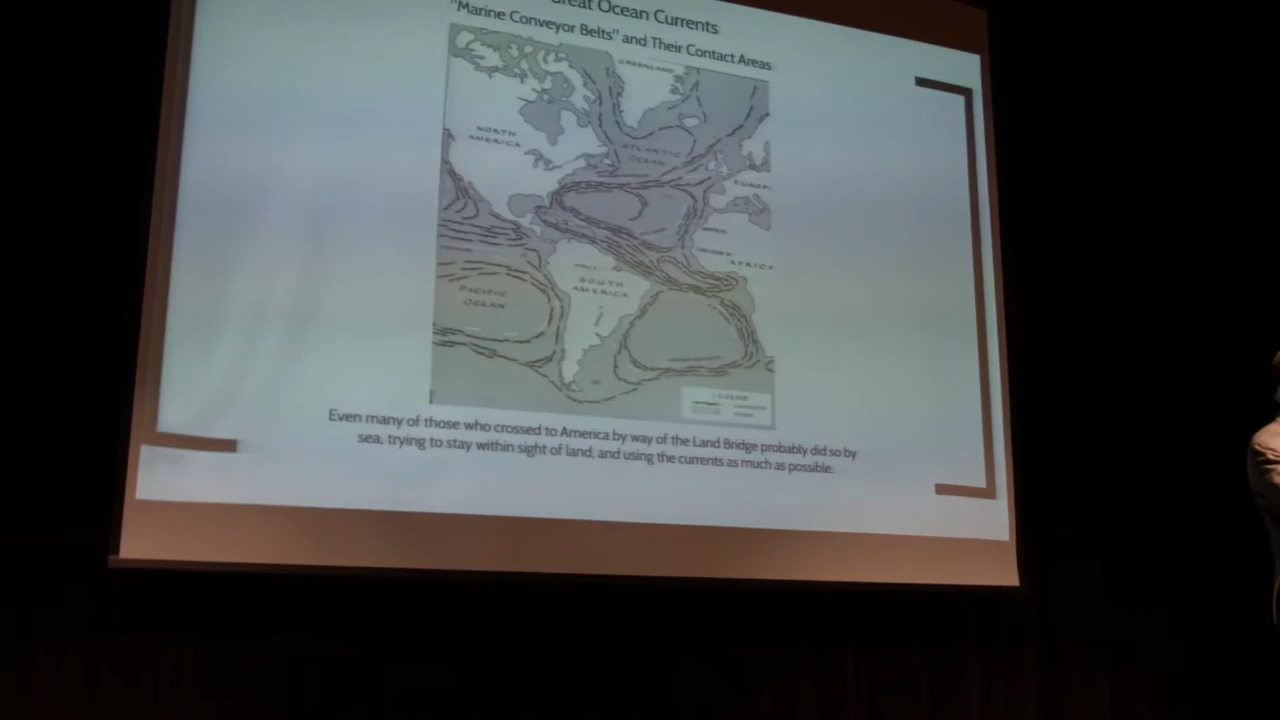 Great Ocean Currents
"Marine Conveyor Belts" and Their Contact Areas
GREENLAND
NORTH
AMERICA
ATLANTIC
OCEAN
EUROPE
AFRICA
SOUTH
AMERICA
PACIFIC
OCEAN
LEGEND
Even many of those who crossed to America by way of the Land Bridge probably did so by
sea, trying to stay within sight of land, and using the currents as much as possible.